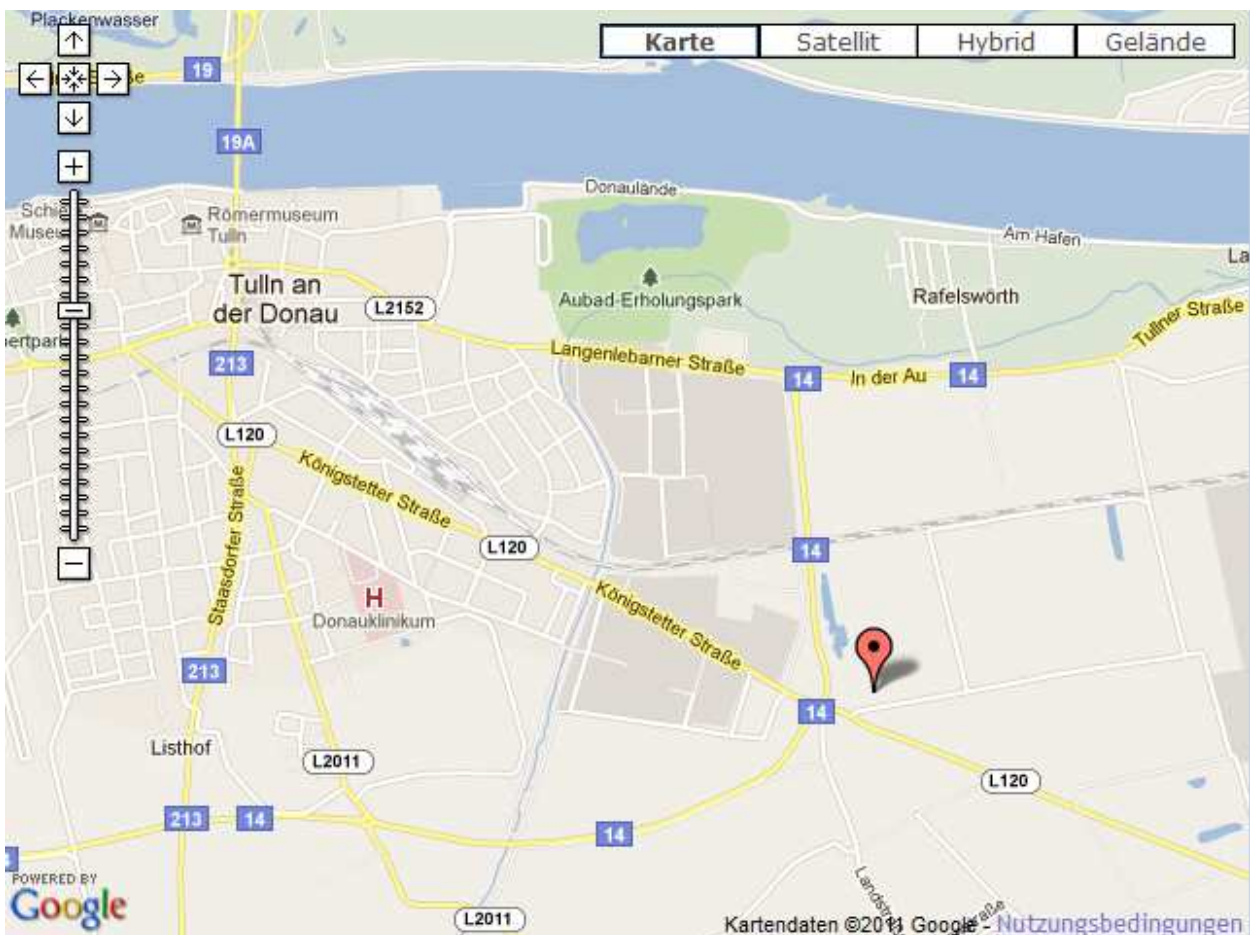 Plackenwasser
Karte
Satellit
Hybrid
Gelände
19
Straße
19A
Donaulände
Römermuseum
Tulln
Am Hafen
Tulln an
der Donau
L2152
Aubad-Erholungspark
Rafelswörth
Tullner Straße
Langenlebarner Straße
213
14
In der Au
14
L120
Königstetter Straße
Staasdorfer Straße
L120
14
Königstetter Straße
H
Donauklinikum
213
14
Listhof
L2011
L120
213
14
14
L2011
POWERED BY
Google
Kartendaten ©2011 Google - Nutzungsbedingungen